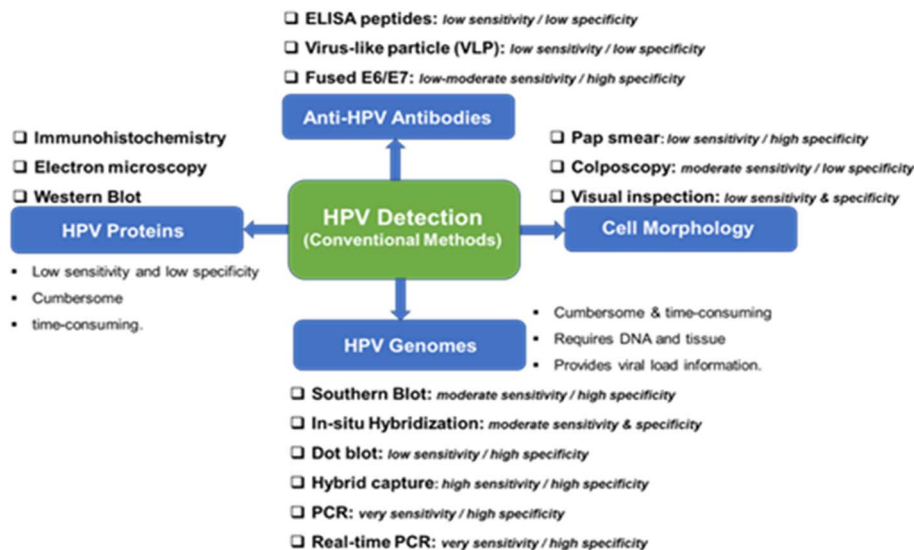 ❑ ELISA peptides: low sensitivity / low specificity
❑ Virus-like particle (VLP): low sensitivity / low specificity
❑ Fused E6/E7: low-moderate sensitivity / high specificity
Anti-HPV Antibodies
❑ Immunohistochemistry
❑ Electron microscopy
❑ Western Blot
HPV Proteins
▪ Low sensitivity and low specificity
▪ Cumbersome
▪ time-consuming.
HPV Detection
(Conventional Methods)
❑ Pap smear: low sensitivity / high specificity
❑ Colposcopy: moderate sensitivity / low specificity
❑ Visual inspection: low sensitivity & specificity
Cell Morphology
HPV Genomes
▪ Cumbersome & time-consuming
▪ Requires DNA and tissue
▪ Provides viral load information.
❑ Southern Blot: moderate sensitivity / high specificity
❑ In-situ Hybridization: moderate sensitivity & specificity
❑ Dot blot: low sensitivity / high specificity
❑ Hybrid capture: high sensitivity / high specificity
❑ PCR: very sensitivity / high specificity
❑ Real-time PCR: very sensitivity / high specificity